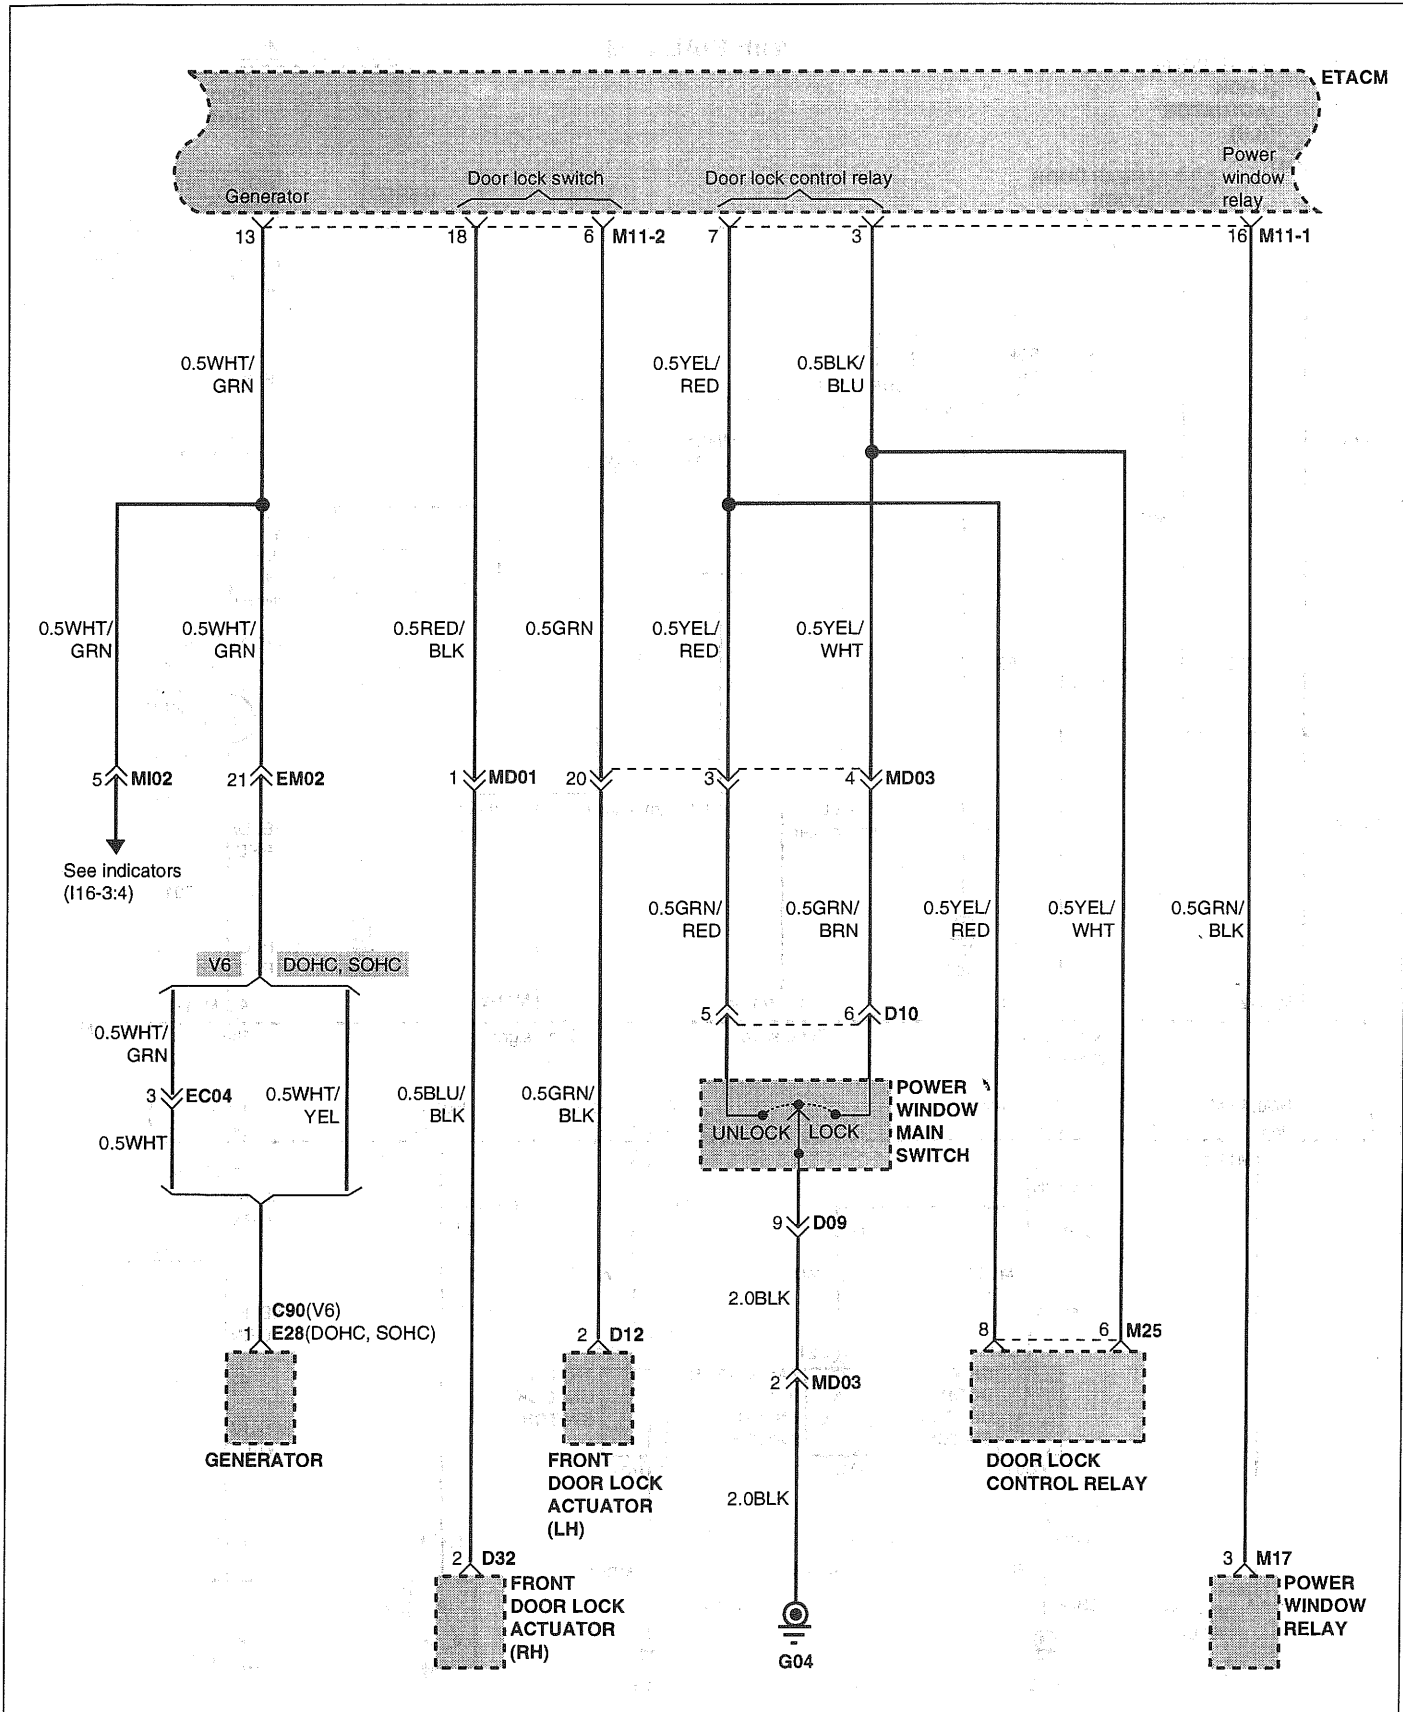 ETACM
Generator
Door lock switch
Door lock control relay
Power
window
relay
13
18
6
M11-2
7
3
16
M11-1
0.5WHT/
GRN
0.5YEL/
RED
0.5BLK/
BLU
0.5WHT/
GRN
0.5WHT/
GRN
0.5RED/
BLK
0.5GRN
0.5YEL/
RED
0.5YEL/
WHT
5
MI02
21
EM02
1
MD01
20
3
4
MD03
See indicators
(I16-3:4)
0.5GRN/
RED
0.5GRN/
BRN
0.5YEL/
RED
0.5YEL/
WHT
0.5GRN/
BLK
V6
DOHC, SOHC
5
6
D10
0.5WHT/
GRN
3
EC04
0.5WHT
0.5WHT/
YEL
0.5BLU/
BLK
0.5GRN/
BLK
UNLOCK
LOCK
POWER
WINDOW
MAIN
SWITCH
9
D09
2.0BLK
C90(V6)
1
E28(DOHC, SOHC)
2
D12
8
6
M25
2
MD03
GENERATOR
FRONT
DOOR LOCK
ACTUATOR
(LH)
DOOR LOCK
CONTROL RELAY
2.0BLK
2
D32
FRONT
DOOR LOCK
ACTUATOR
(RH)
G04
3
M17
POWER
WINDOW
RELAY